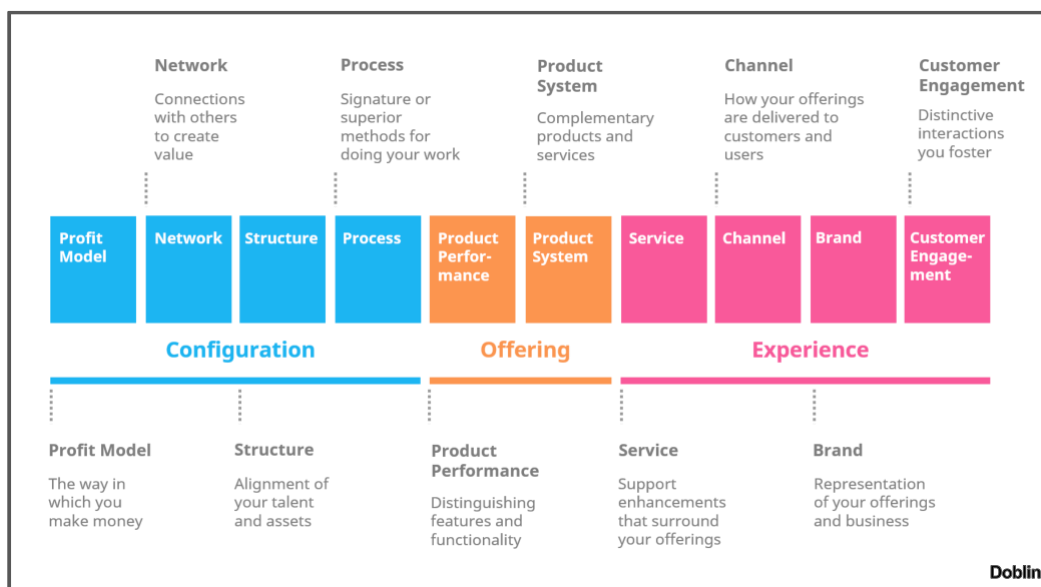 Network
Connections
with others
to create
value
Process
Signature or
superior
methods for
doing your work
Product
System
Complementary
products and
services
Channel
How your offerings
are delivered to
customers and
users
Customer
Engagement
Distinctive
interactions
you foster
Profit
Model
Network
Structure
Process
Product
Perfor-
mance
Product
System
Service
Channel
Brand
Customer
Engage-
ment
Configuration
Offering
Experience
Profit Model
The way in
which you
make money
Structure
Alignment of
your talent
and assets
Product
Performance
Distinguishing
features and
functionality
Service
Support
enhancements
that surround
your offerings
Brand
Representation
of your offerings
and business
Doblin